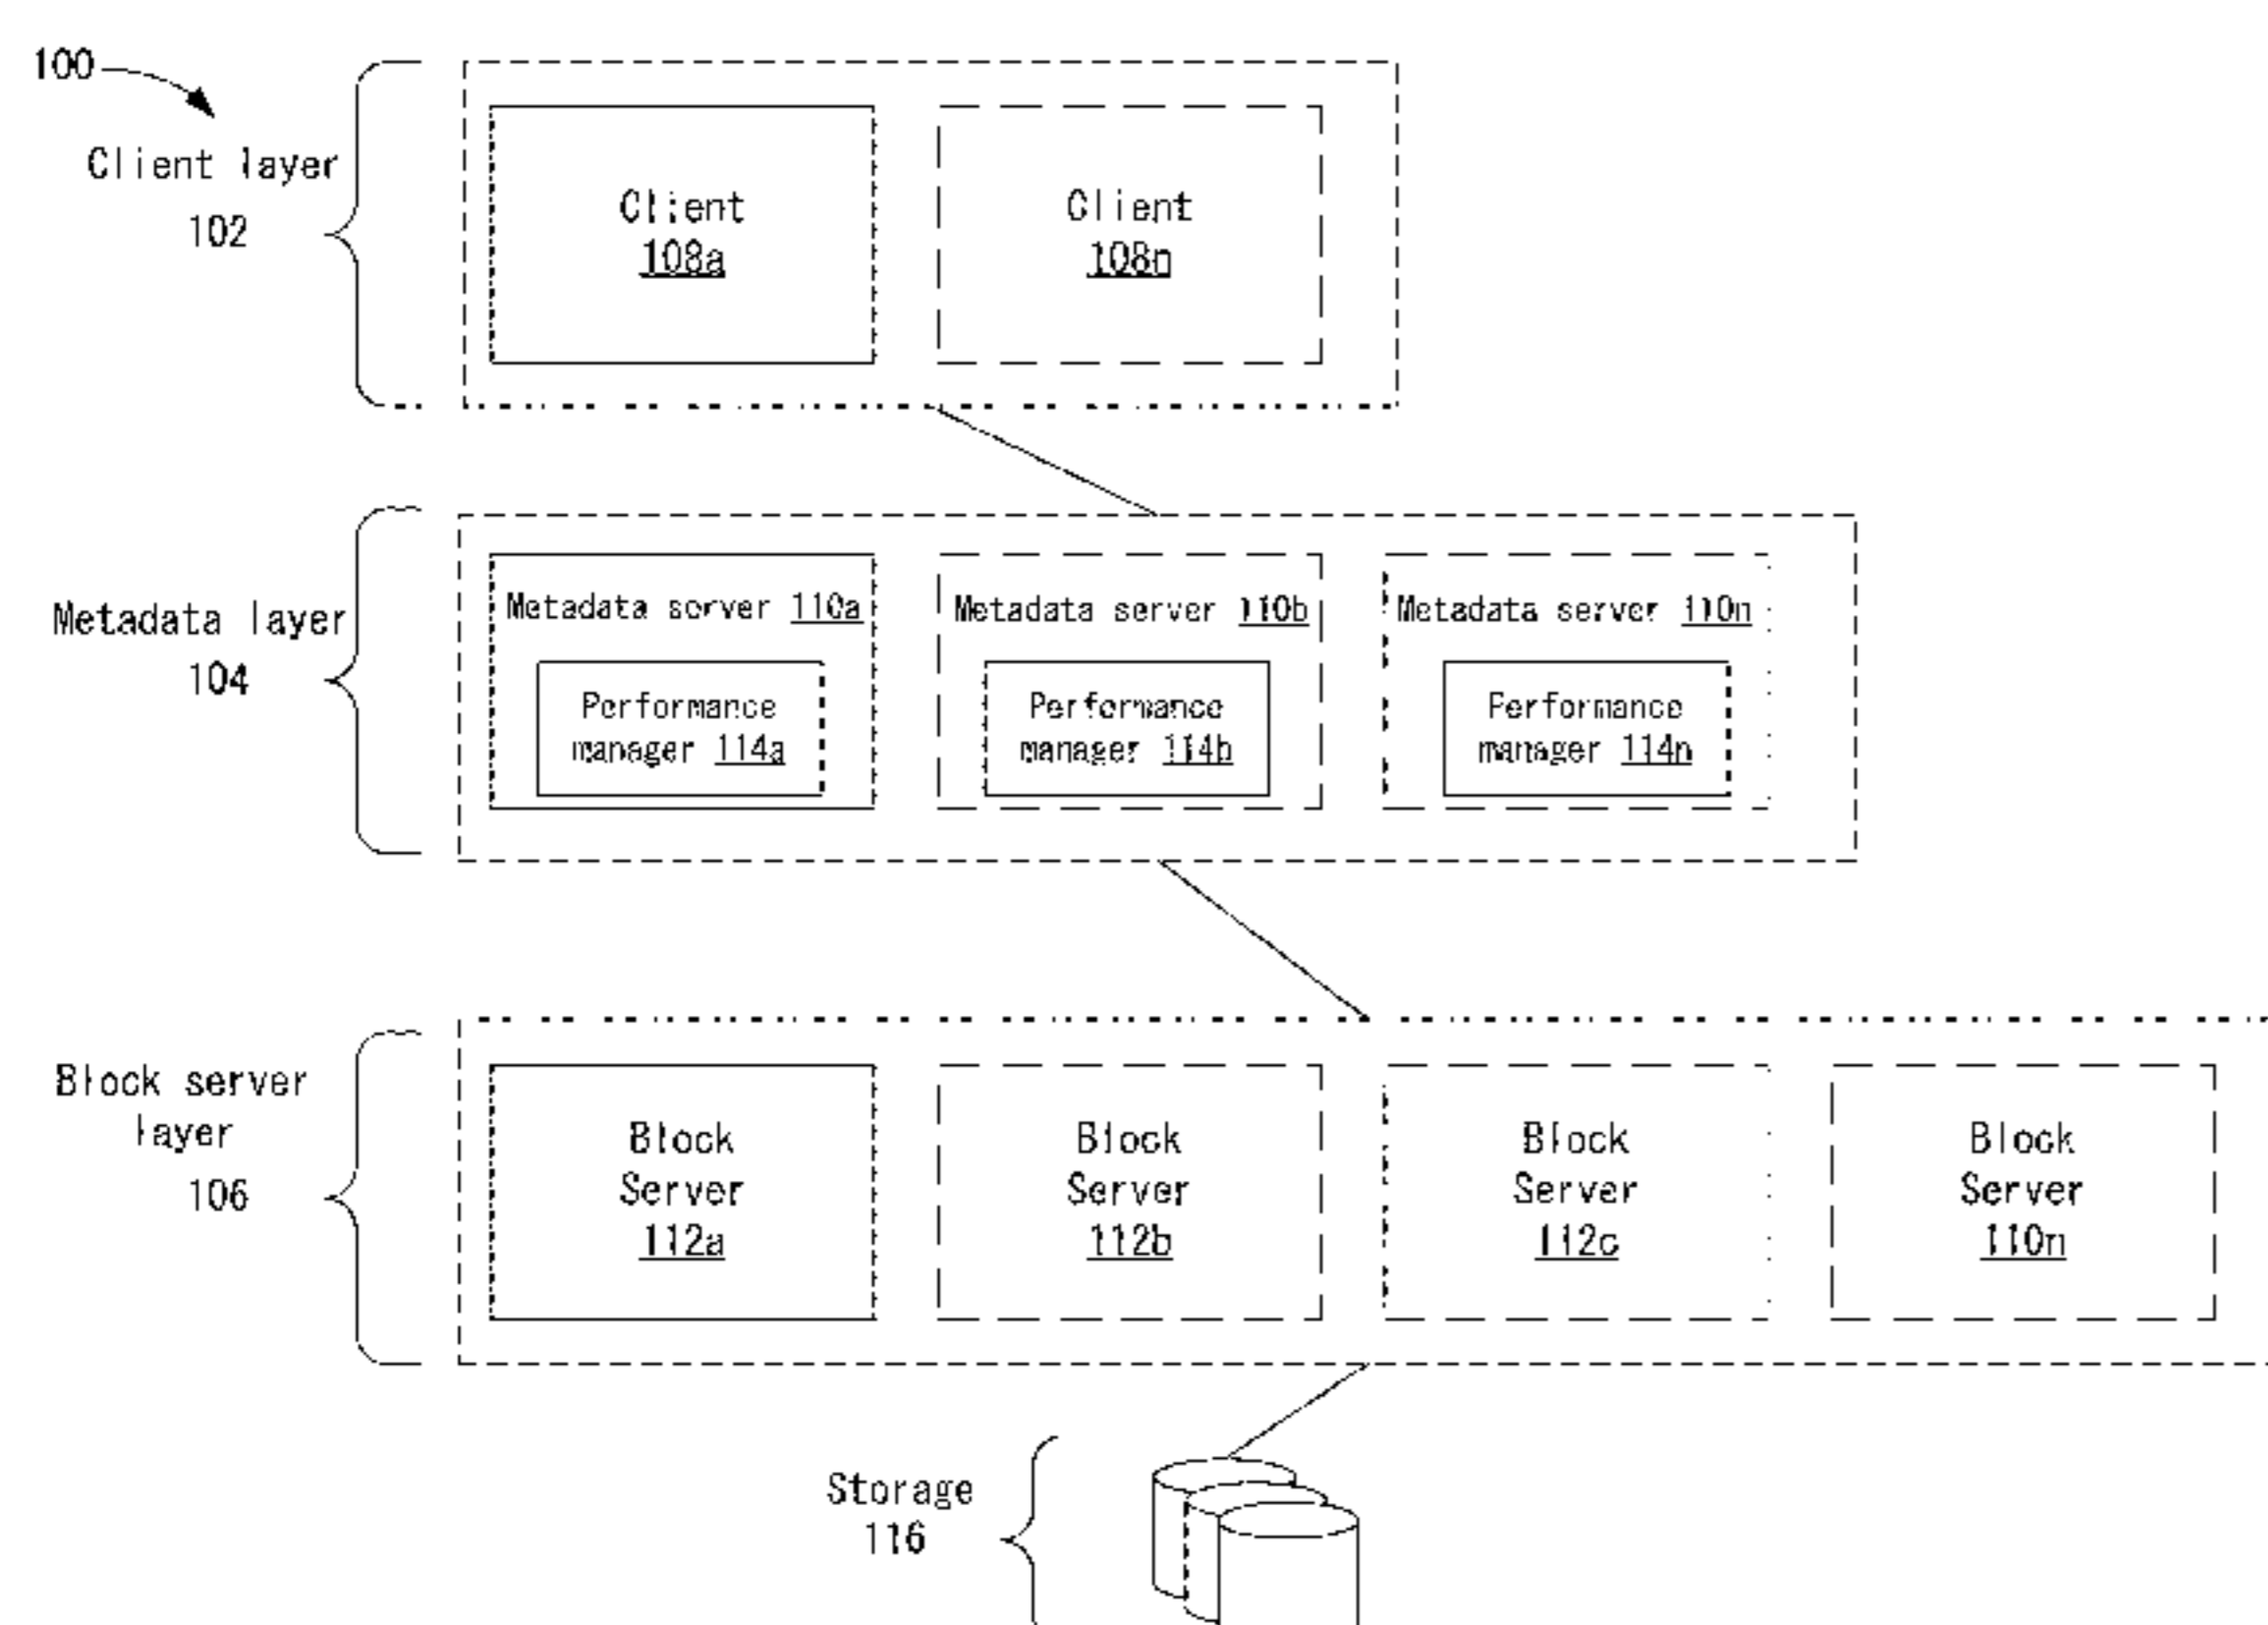 100
Client layer
102
Client
108a
Client
108n
Metadata layer
104
Metadata server 110a
Performance
manager 114a
Metadata server 110b
Performance
manager 114b
Metadata server 110n
Performance
manager 114n
Block server
layer
106
Block
Server
112a
Block
Server
112b
Block
Server
112c
Block
Server
110n
Storage
116